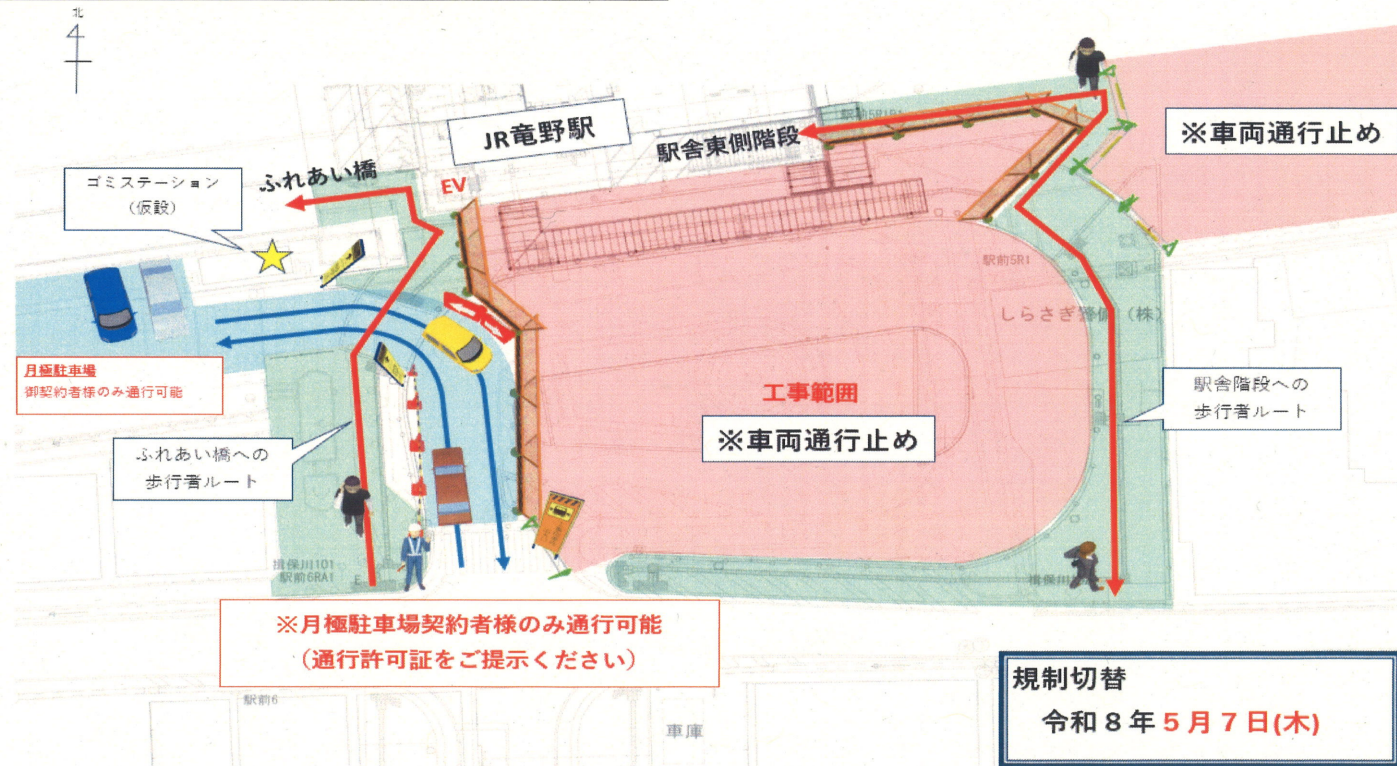 北
JR竜野駅
駅舎東側階段
※車両通行止め
ゴミステーション
(仮設)
ふれあい橋
EV
駅前5R1
しらさぎ警備(株)
月極駐車場
御契約者様のみ通行可能
工事範囲
※車両通行止め
駅舎階段への
歩行者ルート
ふれあい橋への
歩行者ルート
揖保川101
駅前6RA1
※月極駐車場契約者様のみ通行可能
(通行許可証をご提示ください)
駅前6
車庫
規制切替
令和8年5月7日(木)